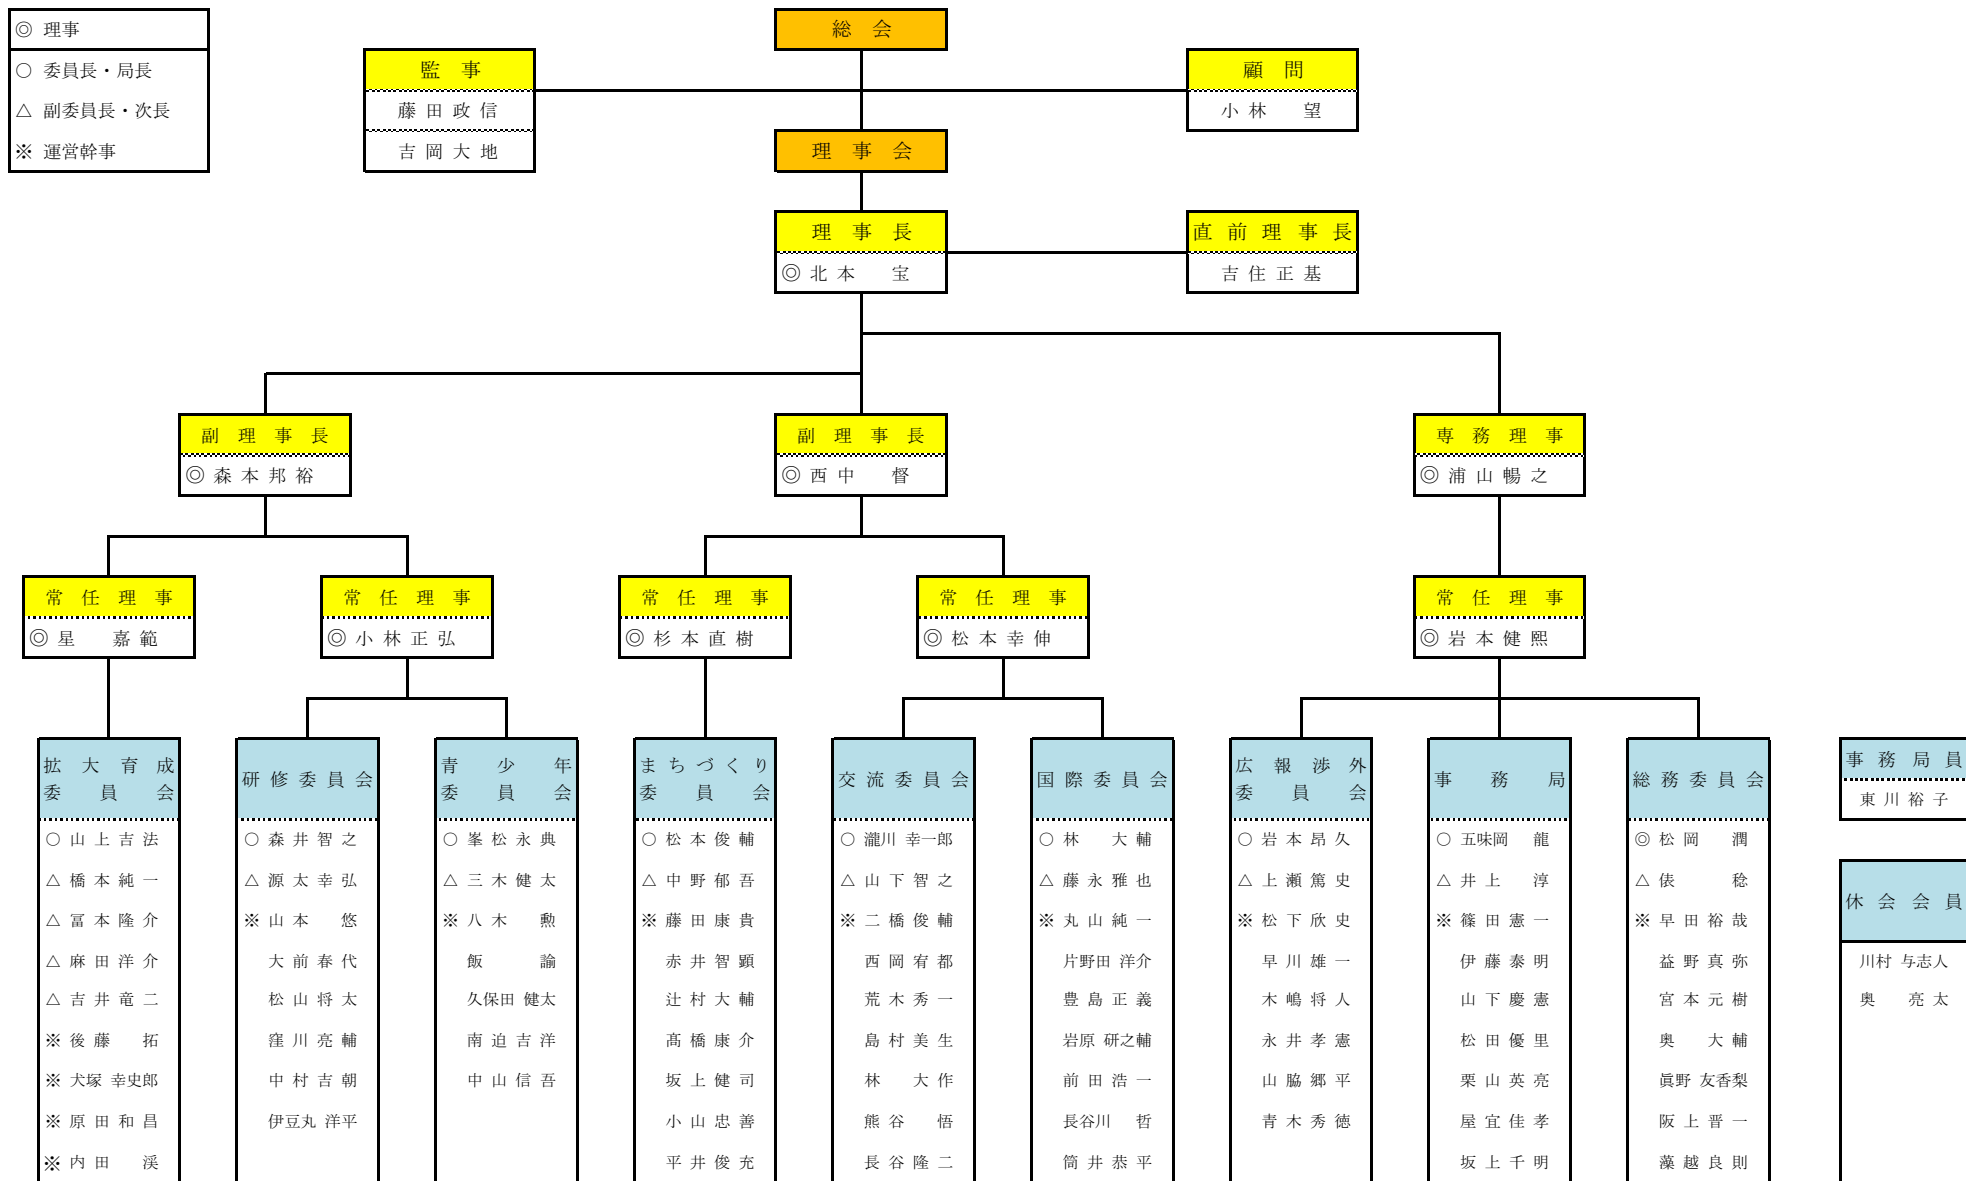 ◎ 理事
○ 委員長・局長
△ 副委員長・次長
※ 運営幹事
総会
監事
藤田政信
吉岡大地
顧問
小林 望
理事会
理事長
◎ 北本 宝
直前理事長
吉住正基
副理事長
◎ 森本邦裕
副理事長
◎ 西中 督
専務理事
◎ 浦山暢之
常任理事
◎ 星 嘉範
常任理事
◎ 小林正弘
常任理事
◎ 杉本直樹
常任理事
◎ 松本幸伸
常任理事
◎ 岩本健熙
拡大育成
委員会
○ 山上吉法
△ 橋本純一
△ 冨本隆介
△ 麻田洋介
△ 吉井竜二
※ 後藤 拓
※ 犬塚 幸史郎
※ 原田和昌
※ 内田 渓
研修委員会
○ 森井智之
△ 源太幸弘
※ 山本 悠
大前春代
松山将太
窪川亮輔
中村吉朝
伊豆丸 洋平
青少年
委員会
○ 峯松永典
△ 三木健太
※ 八木 勲
飯 諭
久保田 健太
南迫吉洋
中山信吾
まちづくり
委員会
○ 松本俊輔
△ 中野郁吾
※ 藤田康貴
赤井智顕
辻村大輔
髙橋康介
坂上健司
小山忠善
平井俊充
交流委員会
○ 瀧川 幸一郎
△ 山下智之
※ 二橋俊輔
西岡宥都
荒木秀一
島村美生
林 大作
熊谷 悟
長谷隆二
国際委員会
○ 林 大輔
△ 藤永雅也
※ 丸山純一
片野田 洋介
豊島正義
岩原 研之輔
前田浩一
長谷川 哲
筒井恭平
広報渉外
委員会
○ 岩本昂久
△ 上瀬篤史
※ 松下欣史
早川雄一
木嶋将人
永井孝憲
山脇郷平
青木秀徳
事務局
○ 五味岡 龍
△ 井上 淳
※ 篠田憲一
伊藤泰明
山下慶憲
松田優里
栗山英亮
屋宜佳孝
坂上千明
総務委員会
◎ 松岡 潤
△ 俵 稔
※ 早田裕哉
益野真弥
宮本元樹
奥 大輔
眞野 友香梨
阪上晋一
藻越良則
事務局員
東川裕子
休会会員
川村 与志人
奥 亮太